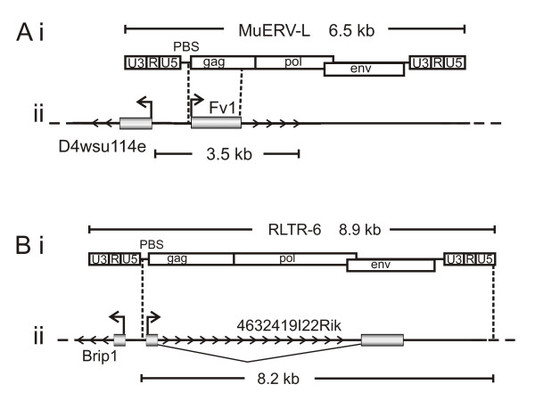 A i
MuERV-L 6.5 kb
PBS
U3 R U5 gag pol env U3 R U5
ii
Fv1
D4wsu114e
3.5 kb
B i
RLTR-6 8.9 kb
PBS
U3 R U5 gag pol env U3 R U5
ii
4632419I22Rik
Brip1
8.2 kb